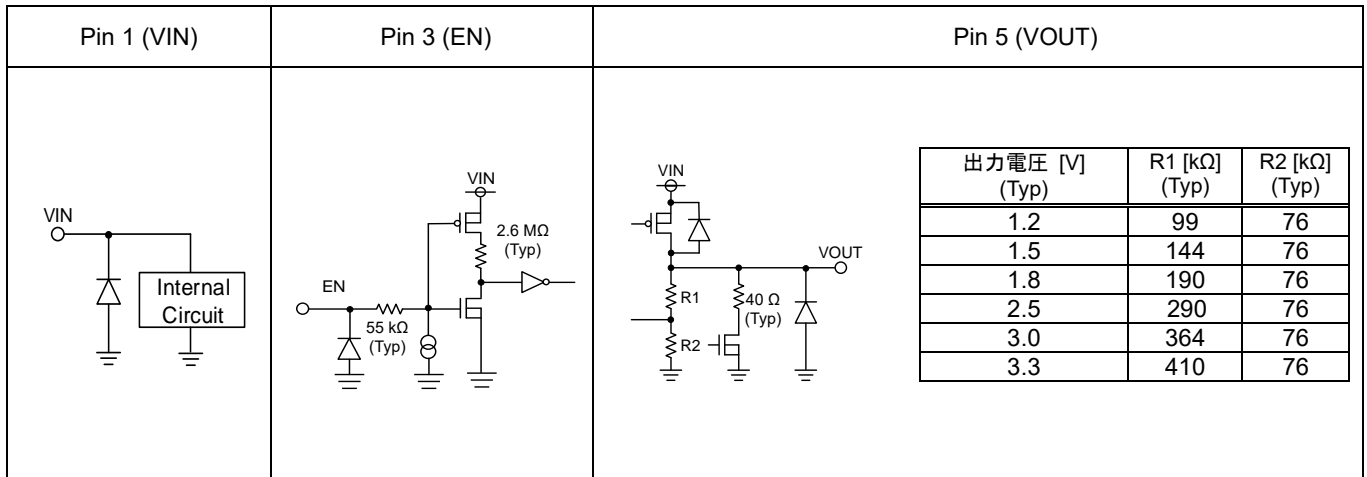 Pin 1 (VIN)
Pin 3 (EN)
Pin 5 (VOUT)
VIN
Internal
Circuit
VIN
2.6 MΩ
(Typ)
EN
55 kΩ
(Typ)
VIN
VOUT
R1
40 Ω
(Typ)
R2
出力電圧 [V] R1 [kΩ] R2 [kΩ]
(Typ) (Typ) (Typ)
1.2 99 76
1.5 144 76
1.8 190 76
2.5 290 76
3.0 364 76
3.3 410 76